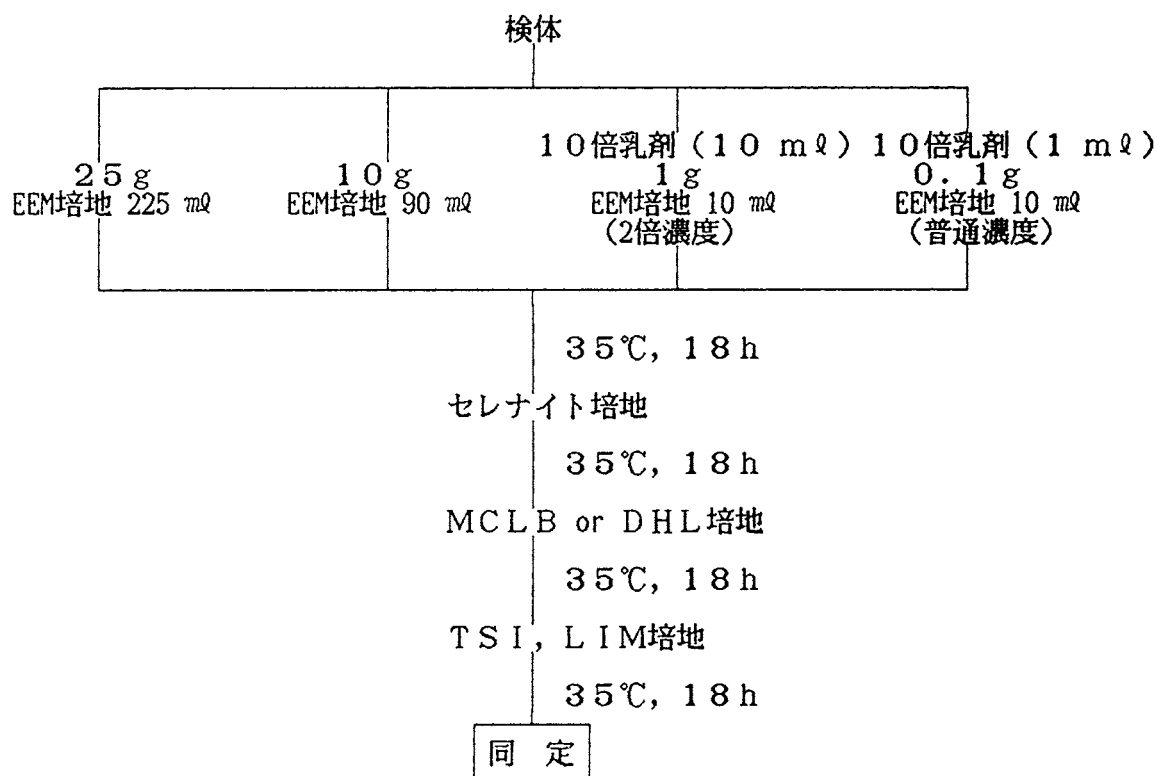 検体
25g
EEM培地 225 ml
10g
EEM培地 90 ml
10倍乳剤(10 ml)
1g
EEM培地 10 ml
(2倍濃度)
10倍乳剤(1 ml)
0.1g
EEM培地 10 ml
(普通濃度)
35℃, 18h
セレナイト培地
35℃, 18h
MCLB or DHL培地
35℃, 18h
TSI, LIM培地
35℃, 18h
同 定